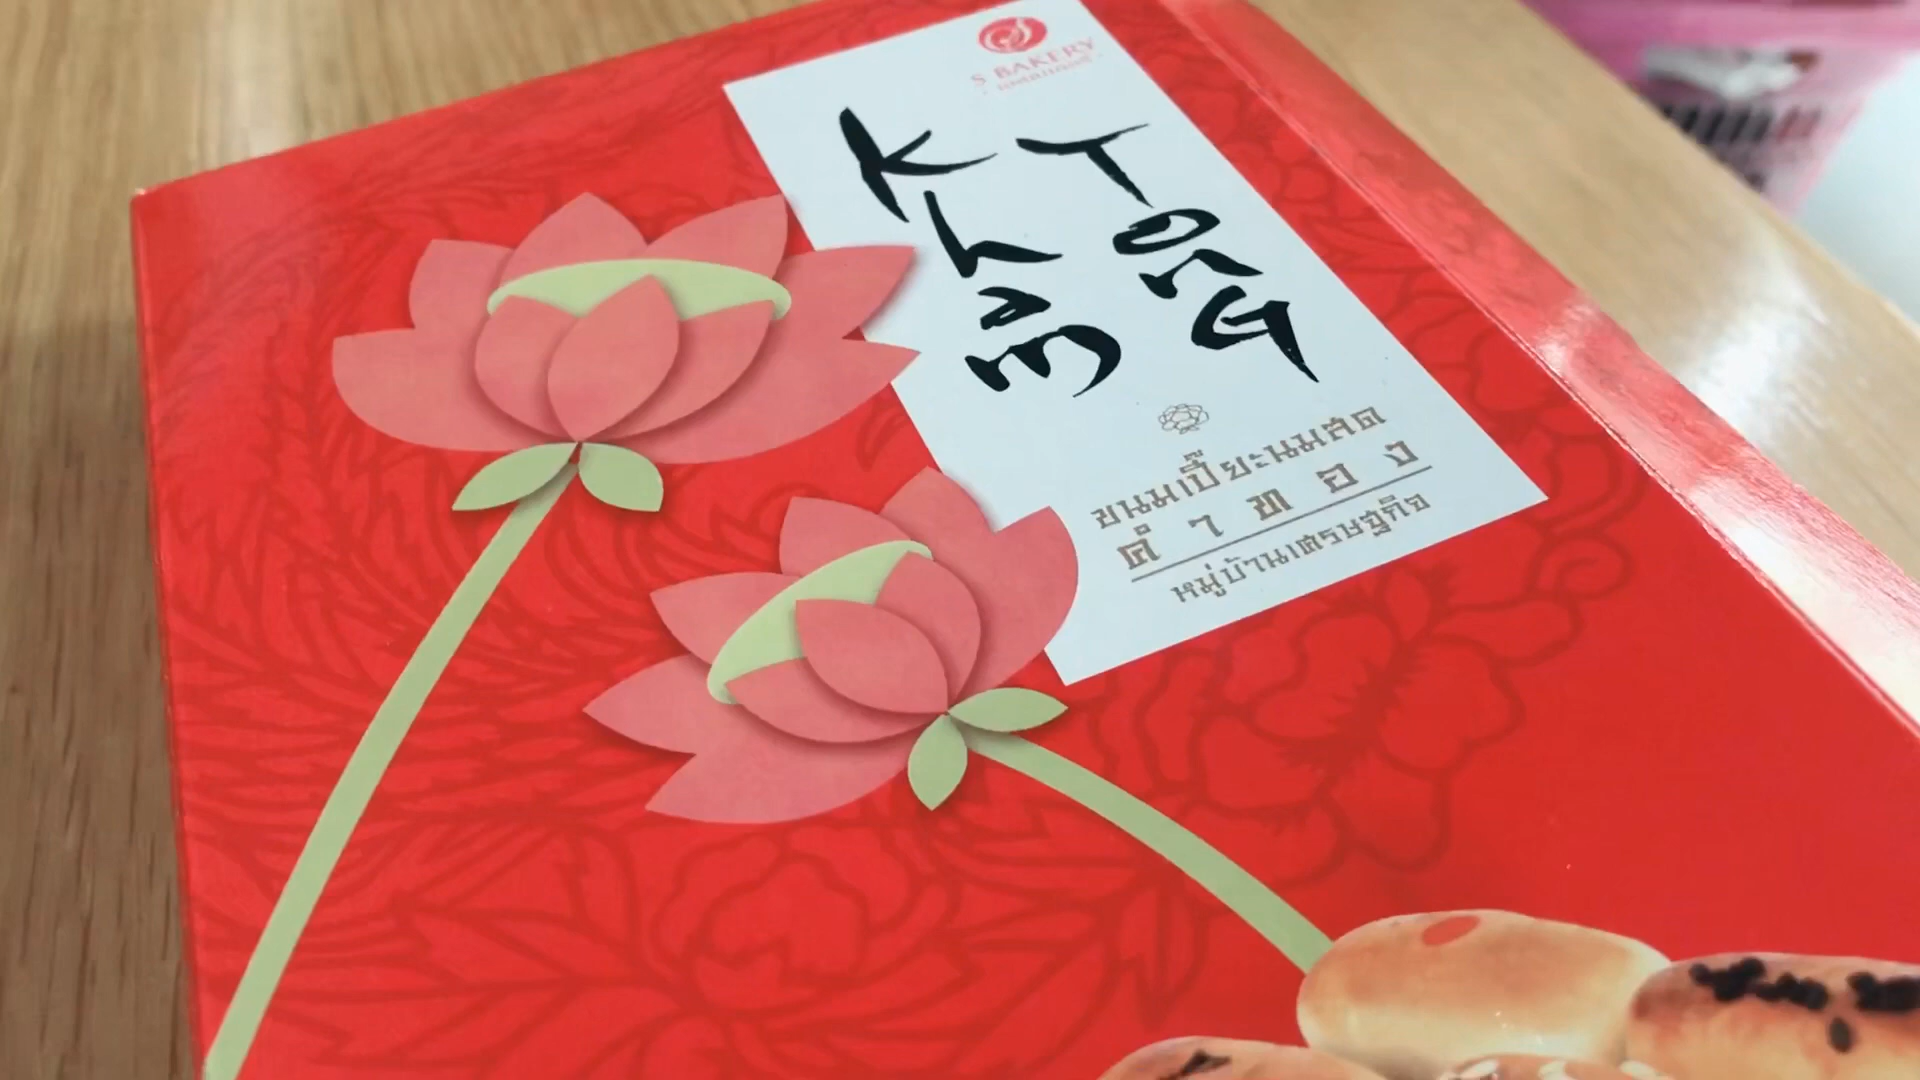 S BAKERY
Kham
Tong
ขนมเปี๊ยะนมสด
คำทอง
หมู่บ้านเศรษฐกิจ